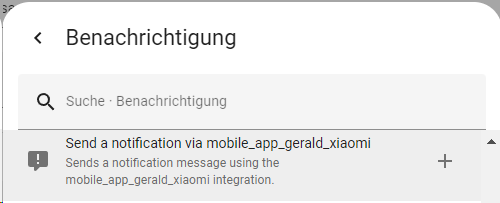 Benachrichtigung
Suche · Benachrichtigung
Send a notification via mobile_app_gerald_xiaomi
Sends a notification message using the
mobile_app_gerald_xiaomi integration.